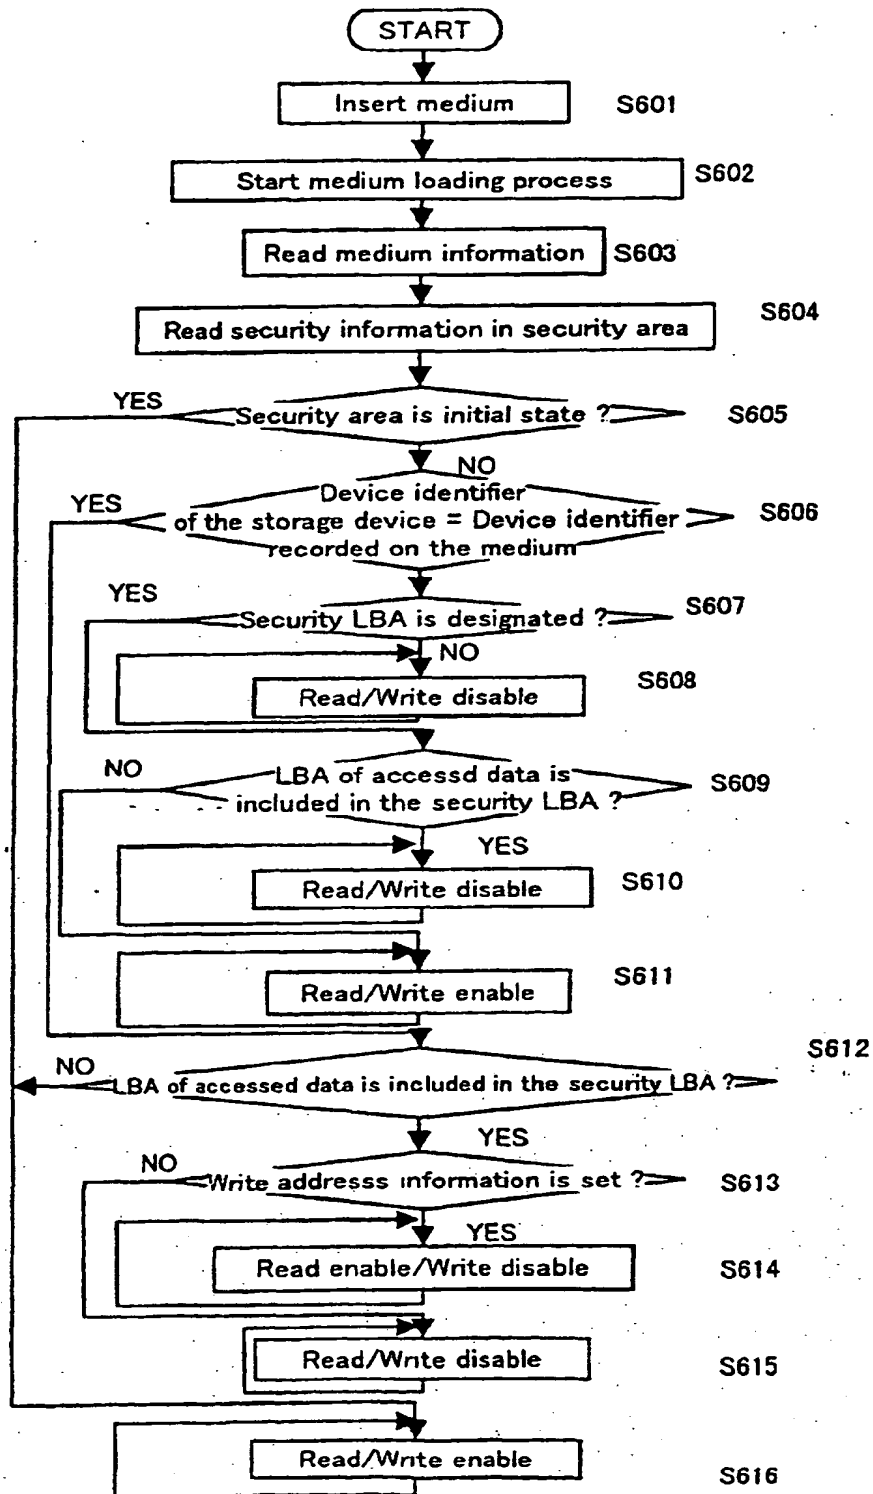 START
Insert medium
S601
Start medium loading process
S602
Read medium information
S603
Read security information in security area
S604
YES
Security area is initial state ?
S605
NO
YES
Device identifier
of the storage device = Device identifier
recorded on the medium
S606
YES
Security LBA is designated ?
S607
NO
Read/Write disable
S608
NO
LBA of accessd data is
included in the security LBA ?
S609
YES
Read/Write disable
S610
Read/Write enable
S611
S612
NO
LBA of accessed data is included in the security LBA ?
YES
NO
Write addresss information is set ?
S613
YES
Read enable/Write disable
S614
Read/Write disable
S615
Read/Write enable
S616